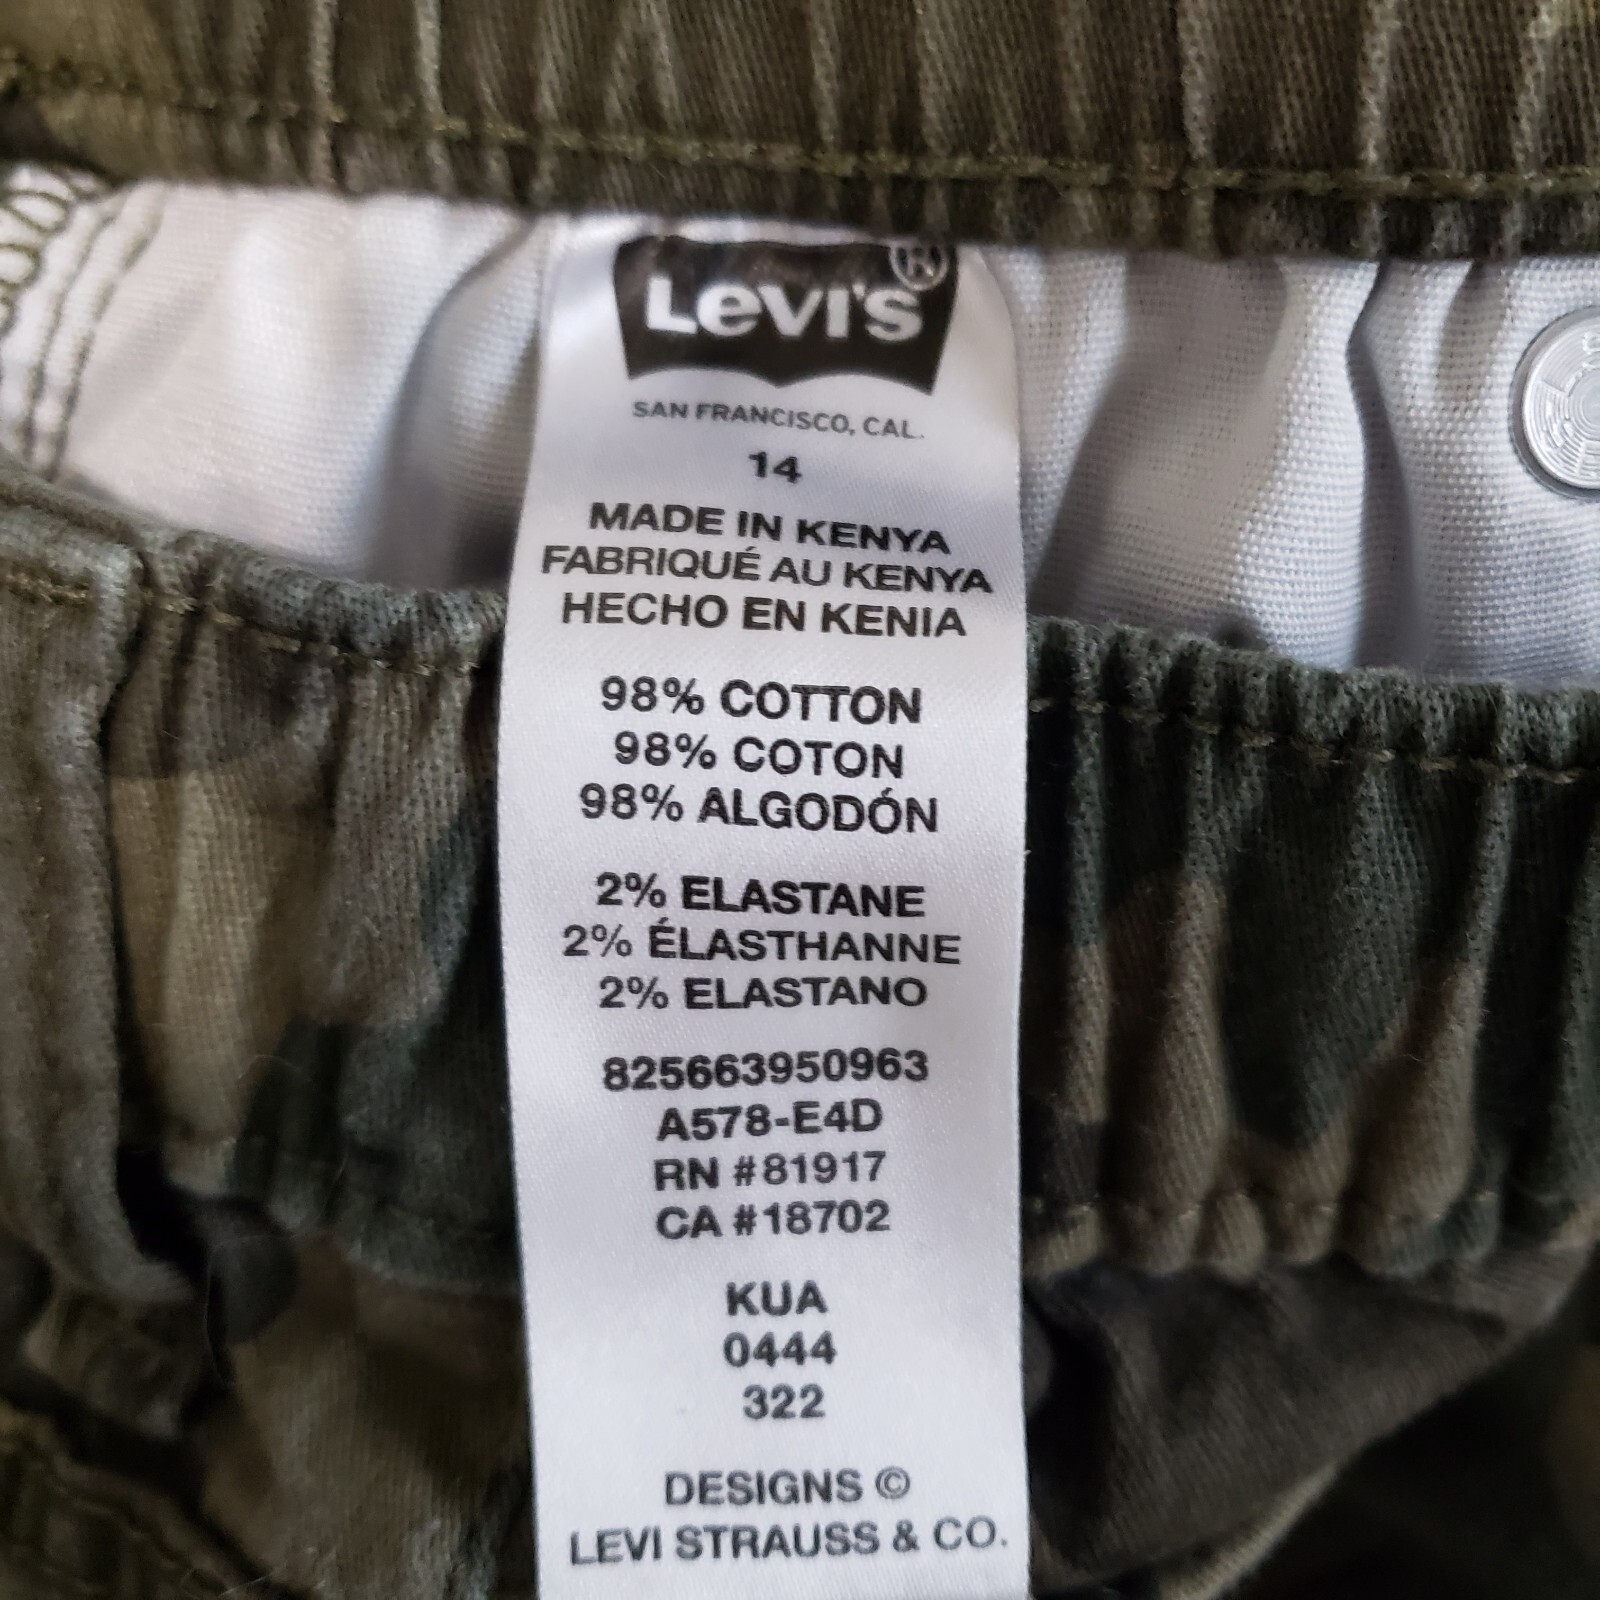 Levi's®
SAN FRANCISCO, CAL.
14
MADE IN KENYA
FABRIQUÉ AU KENYA
HECHO EN KENIA
98% COTTON
98% COTON
98% ALGODÓN
2% ELASTANE
2% ÉLASTHANNE
2% ELASTANO
825663950963
A578-E4D
RN #81917
CA #18702
KUA
0444
322
DESIGNS ©
LEVI STRAUSS & CO.